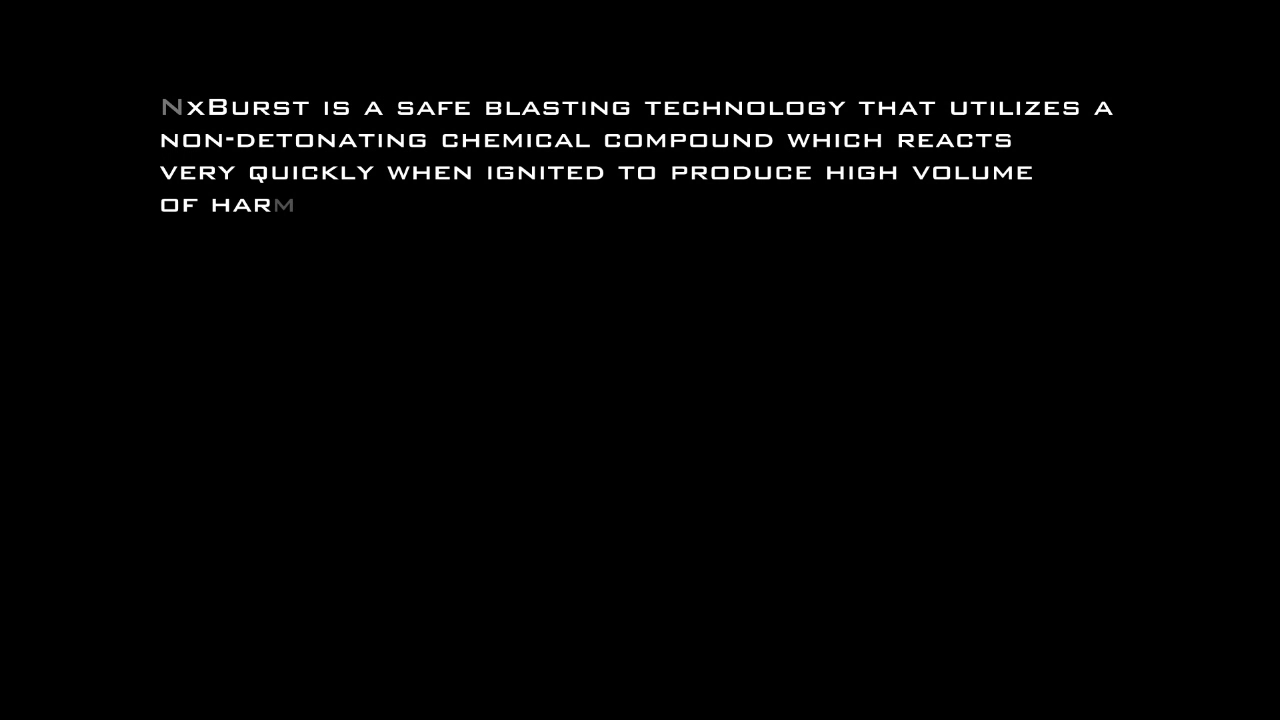 NxBurst is a safe blasting technology that utilizes a
non-detonating chemical compound which reacts
very quickly when ignited to produce high volume
of harm